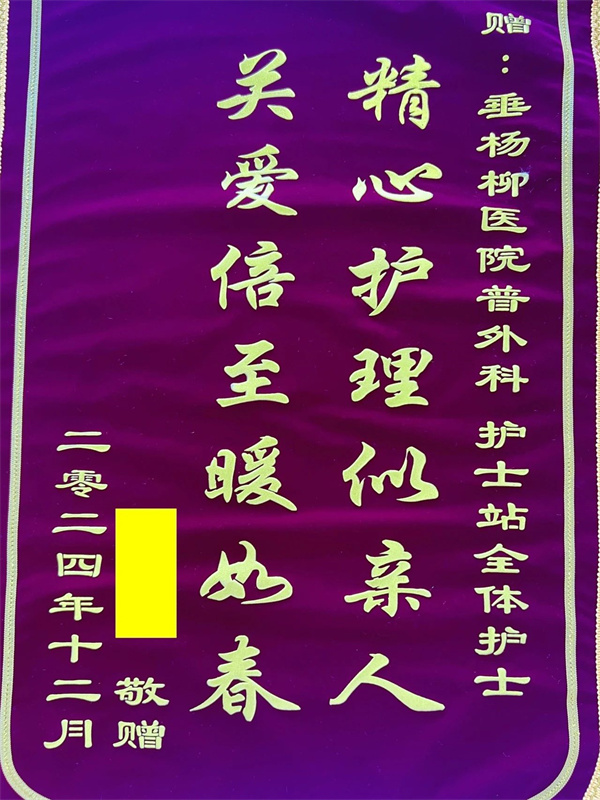 赠：垂杨柳医院普外科 护士站全体护士
精心护理似亲人
关爱倍至暖如春
敬赠
二零二四年十二月